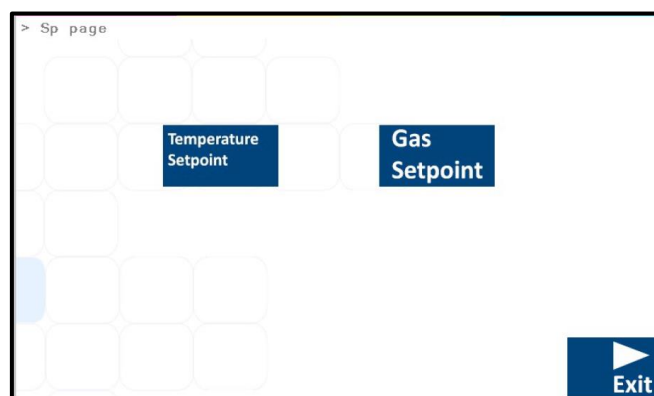 > Sp page
Temperature
Setpoint
Gas
Setpoint
Exit